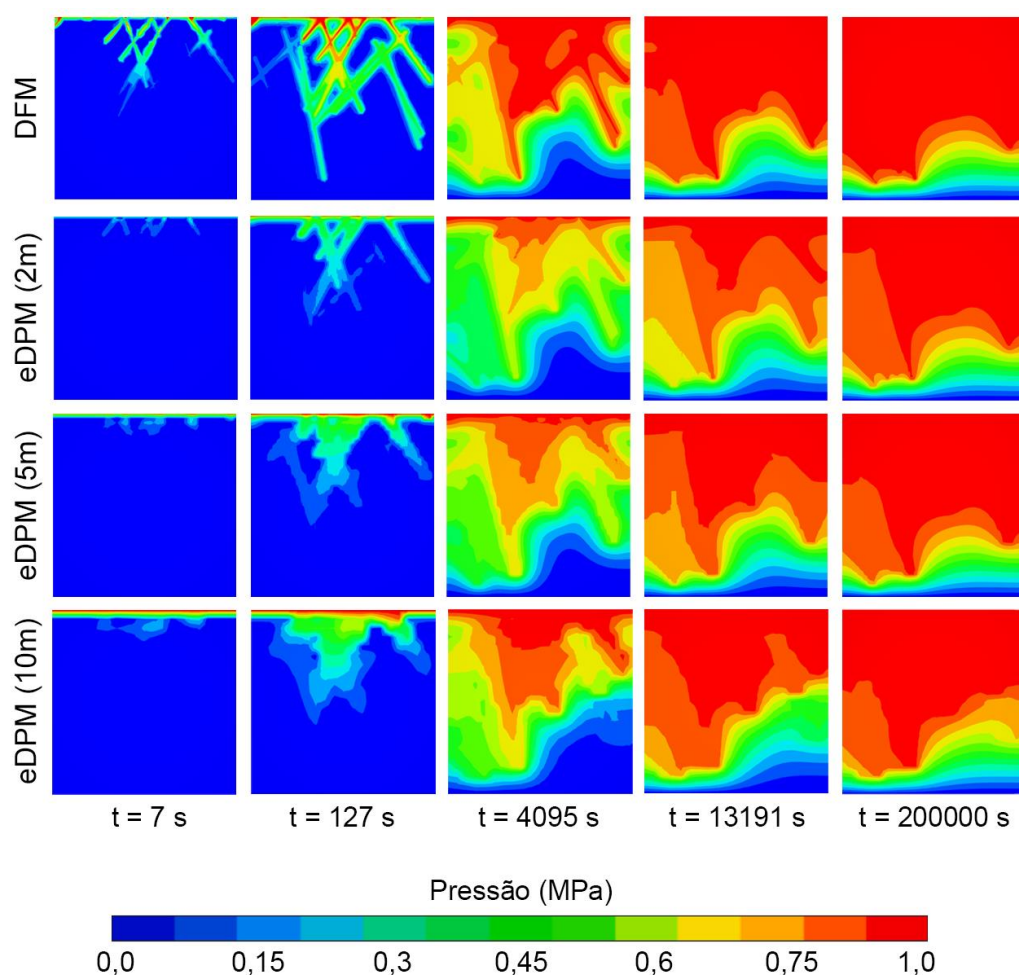 DFM
eDPM (2m)
eDPM (5m)
eDPM (10m)
t = 7 s t = 127 s t = 4095 s t = 13191 s t = 200000 s
Pressão (MPa)
0,0 0,15 0,3 0,45 0,6 0,75 1,0